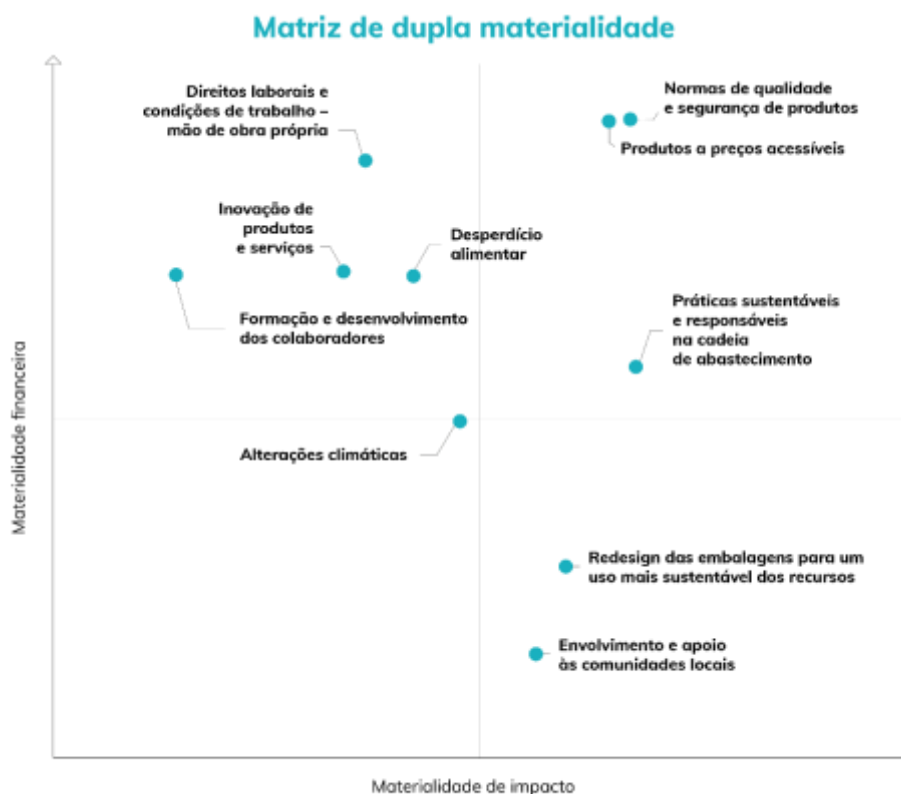 Matriz de dupla materialidade
Direitos laborais e
condições de trabalho –
mão de obra própria
Normas de qualidade
e segurança de produtos
Produtos a preços acessíveis
Inovação de
produtos
e serviços
Desperdício
alimentar
Formação e desenvolvimento
dos colaboradores
Práticas sustentáveis
e responsáveis
na cadeia
de abastecimento
Materialidade financeira
Alterações climáticas
Redesign das embalagens para um
uso mais sustentável dos recursos
Envolvimento e apoio
às comunidades locais
Materialidade de impacto